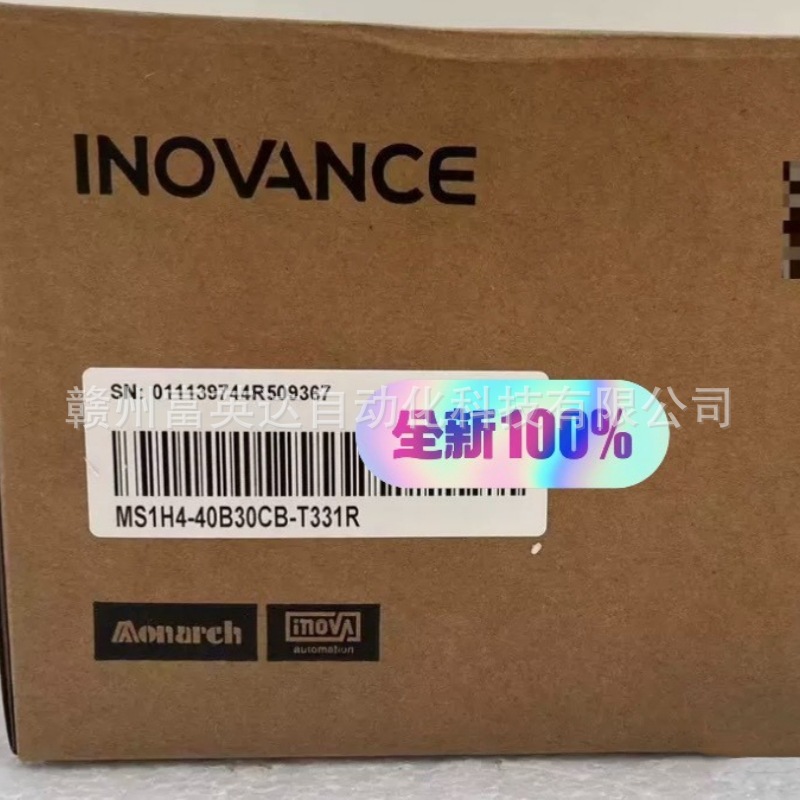 INOVANCE
SN: 011139744R509367
赣州富英达自动化科技有限公司
全新100%
MS1H4-40B30CB-T331R
Monarch
inova
automation